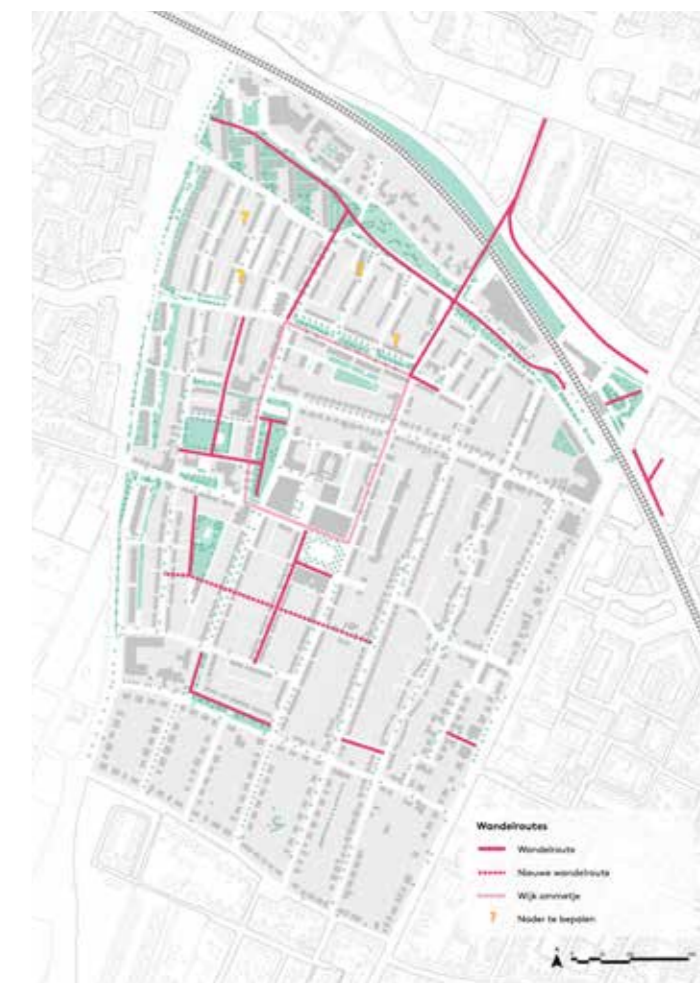 Wandelroutes
Wandelroute
Nieuwe wandelroute
Wijk ommetje
? Nader te bepalen
?
?
?
?